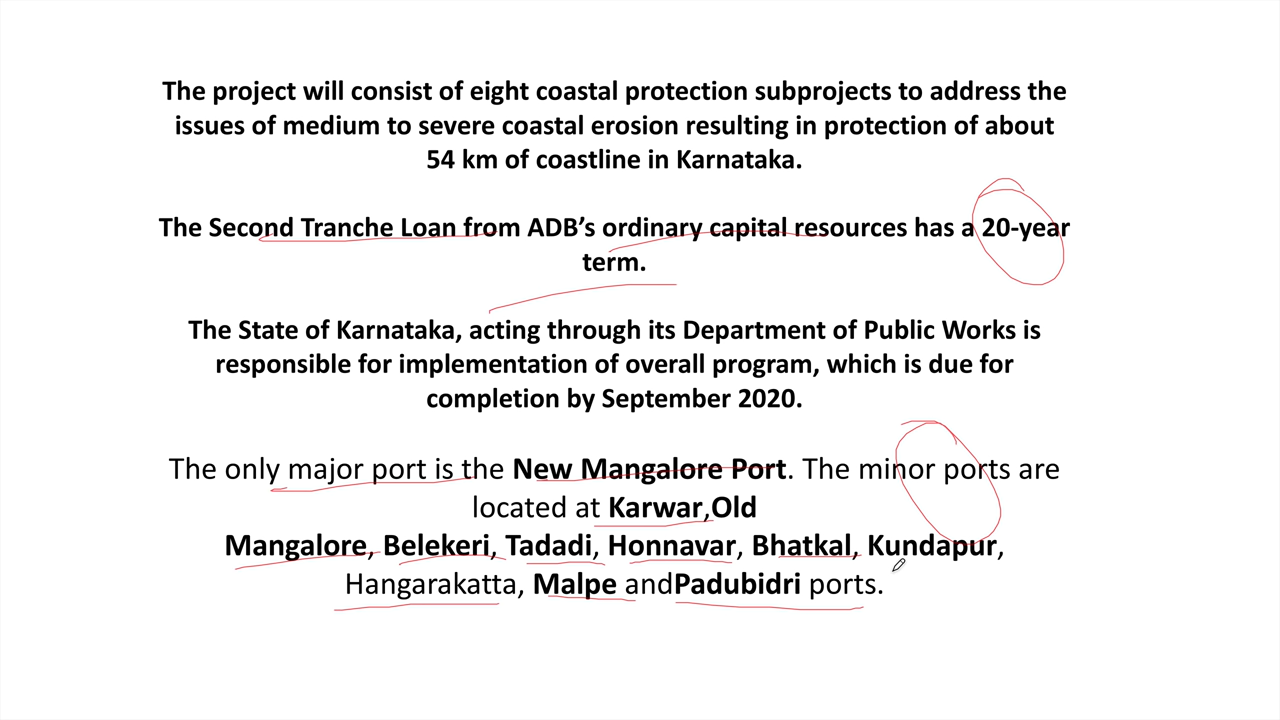 The project will consist of eight coastal protection subprojects to address the
issues of medium to severe coastal erosion resulting in protection of about
54 km of coastline in Karnataka.
The Second Tranche Loan from ADB’s ordinary capital resources has a 20-year
term.
The State of Karnataka, acting through its Department of Public Works is
responsible for implementation of overall program, which is due for
completion by September 2020.
The only major port is the New Mangalore Port. The minor ports are
located at Karwar,Old
Mangalore, Belekeri, Tadadi, Honnavar, Bhatkal, Kundapur,
Hangarakatta, Malpe andPadubidri ports.